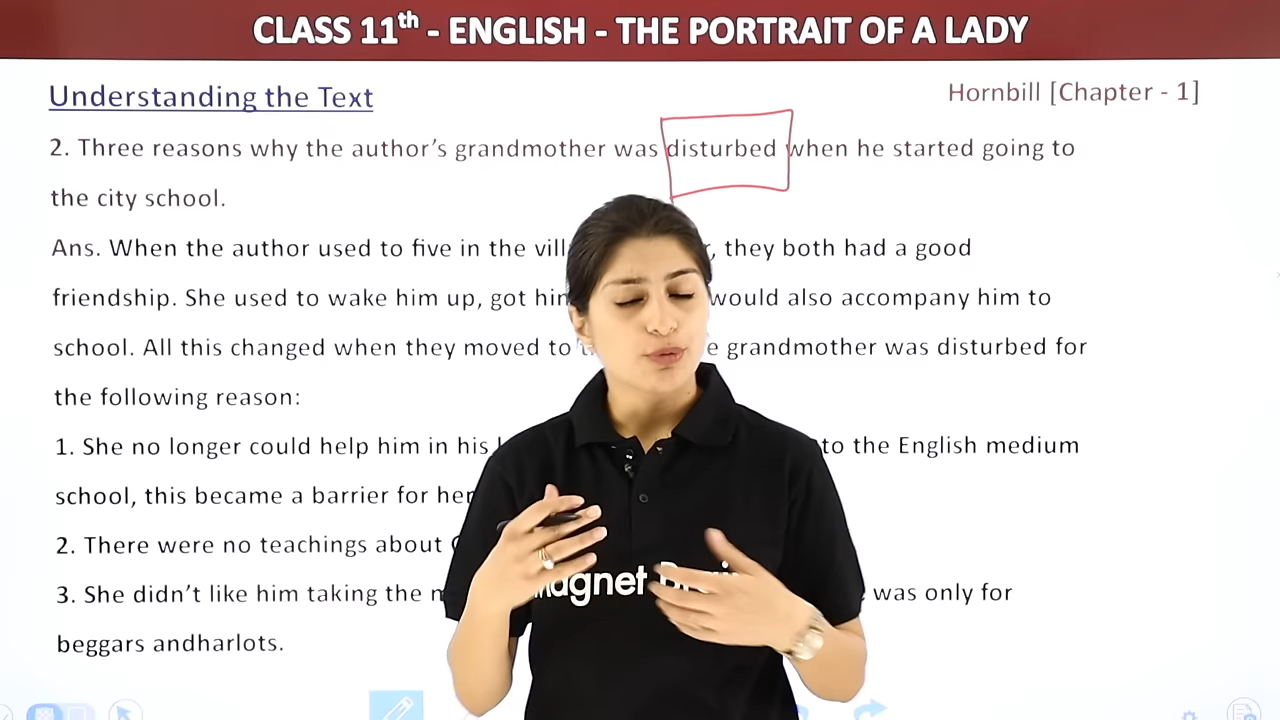 CLASS 11th - ENGLISH - THE PORTRAIT OF A LADY
Understanding the Text
Hornbill [Chapter - 1]
2. Three reasons why the author's grandmother was disturbed when he started going to
the city school.
Ans. When the author used to five in the they both had a good
friendship. She used to wake him up, got would also accompany him to
school. All this changed when they moved to grandmother was disturbed for
the following reason:
1. She no longer could help him in his to the English medium
school, this became a barrier for
2. There were no teachings about
3. She didn't like him taking the was only for
beggars andharlots.